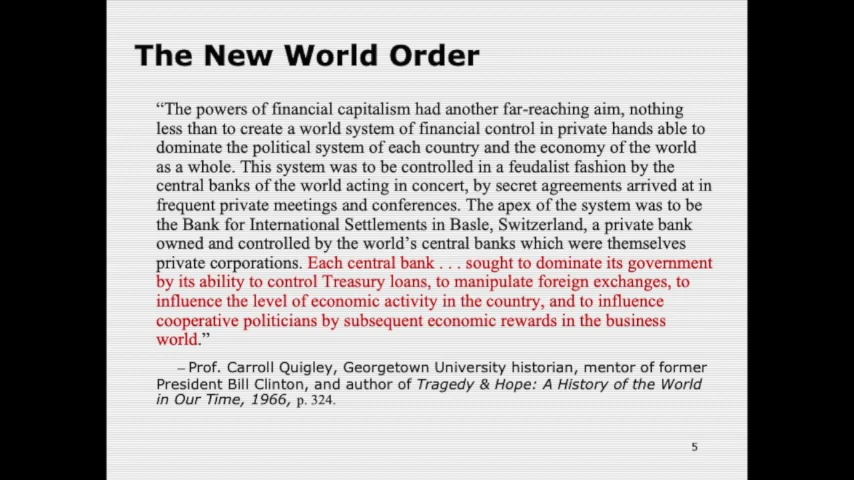 The New World Order
“The powers of financial capitalism had another far-reaching aim, nothing
less than to create a world system of financial control in private hands able to
dominate the political system of each country and the economy of the world
as a whole. This system was to be controlled in a feudalist fashion by the
central banks of the world acting in concert, by secret agreements arrived at in
frequent private meetings and conferences. The apex of the system was to be
the Bank for International Settlements in Basle, Switzerland, a private bank
owned and controlled by the world’s central banks which were themselves
private corporations. Each central bank . . . sought to dominate its government
by its ability to control Treasury loans, to manipulate foreign exchanges, to
influence the level of economic activity in the country, and to influence
cooperative politicians by subsequent economic rewards in the business
world.”
– Prof. Carroll Quigley, Georgetown University historian, mentor of former
President Bill Clinton, and author of Tragedy & Hope: A History of the World
in Our Time, 1966, p. 324.
5